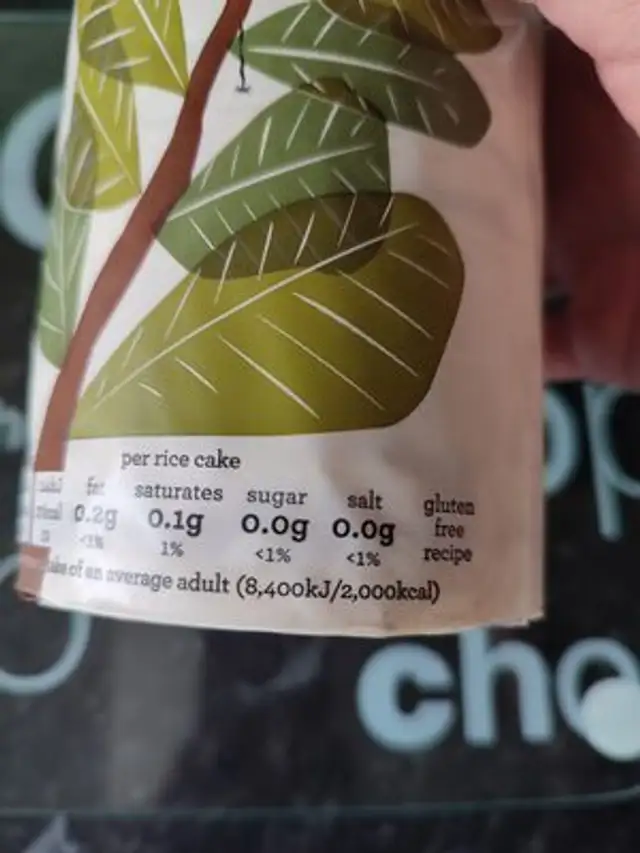 per rice cake
fat saturates sugar salt gluten
0.2g 0.1g 0.0g 0.0g free
<1% 1% <1% <1% recipe
of an average adult (8,400kJ/2,000kcal)
cho